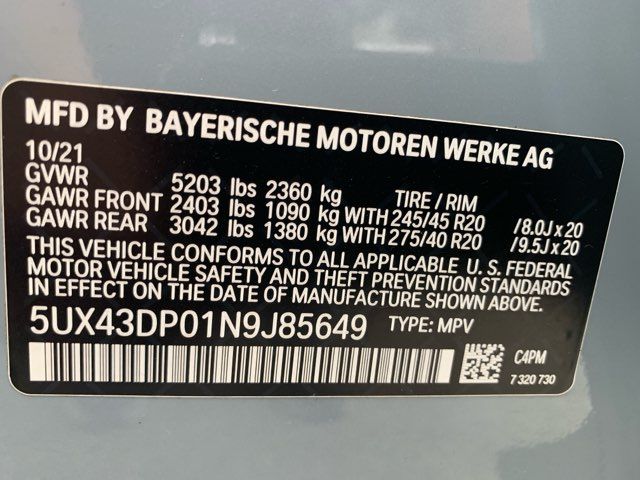 MFD BY BAYERISCHE MOTOREN WERKE AG
10/21
GVWR 5203 lbs 2360 kg TIRE / RIM
GAWR FRONT 2403 lbs 1090 kg WITH 245/45 R20 /8.0J x 20
GAWR REAR 3042 lbs 1380 kg WITH 275/40 R20 /9.5J x 20
THIS VEHICLE CONFORMS TO ALL APPLICABLE U.S. FEDERAL
MOTOR VEHICLE SAFETY AND THEFT PREVENTION STANDARDS
IN EFFECT ON THE DATE OF MANUFACTURE SHOWN ABOVE.
5UX43DP01N9J85649 TYPE: MPV
C4PM
7 320 730